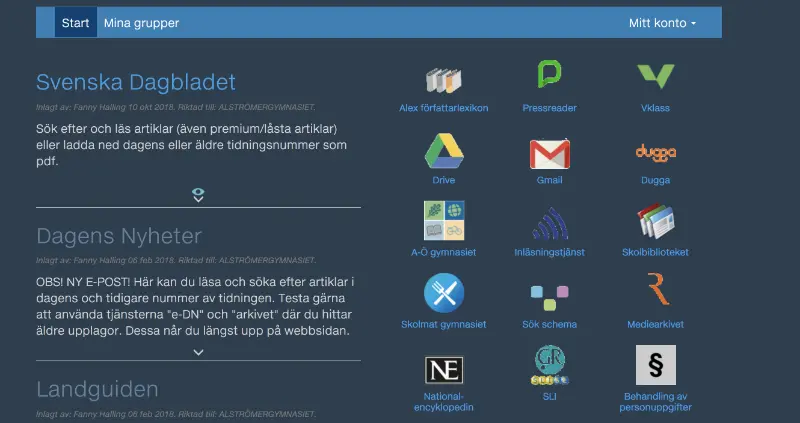 Start
Mina grupper
Mitt konto
Svenska Dagbladet
Inlagt av: Fanny Halling 10 okt 2018. Riktad till: ALSTRÖMERGYMNASIET.
Sök efter och läs artiklar (även premium/låsta artiklar)
eller ladda ned dagens eller äldre tidningsnummer som
pdf.
Dagens Nyheter
Inlagt av: Fanny Halling 06 feb 2018. Riktad till: ALSTRÖMERGYMNASIET.
OBS! NY E-POST! Här kan du läsa och söka efter artiklar i
dagens och tidigare nummer av tidningen. Testa gärna
att använda tjänsterna "e-DN" och "arkivet" där du hittar
äldre upplagor. Dessa når du längst upp på webbsidan.
Landguiden
Inlagt av: Fanny Halling 06 feb 2018. Riktad till: ALSTRÖMERGYMNASIET.
Alex författarlexikon
Pressreader
Vklass
Drive
Gmail
dugga
Dugga
A-Ö gymnasiet
Inläsningstjänst
Skolbiblioteket
Skolmat gymnasiet
Sök schema
Mediearkivet
NE
National-
encyklopedin
GR
SLI
§
Behandling av
personuppgifter